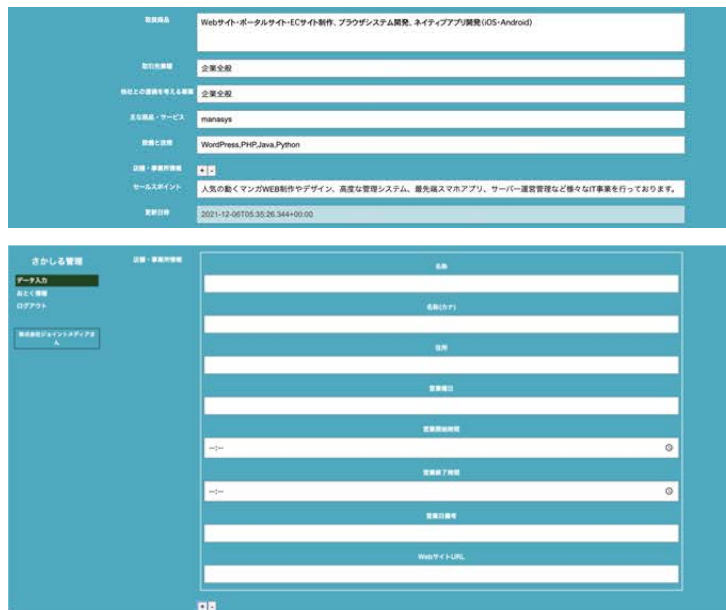 取扱商品
Webサイト・ポータルサイト・ECサイト制作、ブラウザシステム開発、ネイティブアプリ開発(iOS・Android)
取引先業種
企業全般
他社との連携を考える事業
企業全般
主な商品・サービス
manasys
設備と技術
WordPress,PHP,Java,Python
店舗・事業所情報
+ -
セールスポイント
人気の動くマンガWEB制作やデザイン、高度な管理システム、最先端スマホアプリ、サーバー運営管理など様々なIT事業を行っております。
更新日時
2021-12-06T05:35:26.344+00:00
さかしる管理
データ入力
おとく情報
ログアウト
株式会社ジョイントメディアさ
ん
店舗・事業所情報
名称
名称(カナ)
住所
営業曜日
営業開始時間
--:--
営業終了時間
--:--
営業日備考
WebサイトURL
+ -